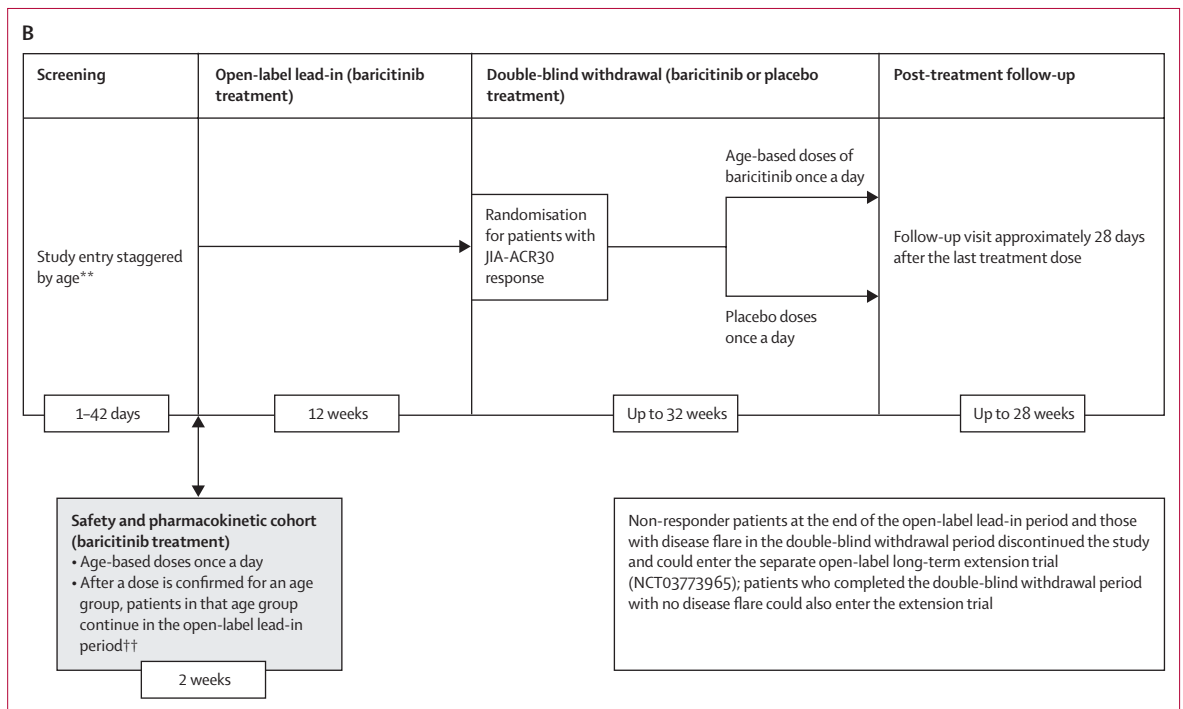 B
Screening
Open-label lead-in (baricitinib
treatment)
Double-blind withdrawal (baricitinib or placebo
treatment)
Post-treatment follow-up
Study entry staggered
by age**
Randomisation
for patients with
JIA-ACR30
response
Age-based doses of
baricitinib once a day
Placebo doses
once a day
Follow-up visit approximately 28 days
after the last treatment dose
1–42 days
12 weeks
Up to 32 weeks
Up to 28 weeks
Safety and pharmacokinetic cohort
(baricitinib treatment)
• Age-based doses once a day
• After a dose is confirmed for an age
group, patients in that age group
continue in the open-label lead-in
period††
2 weeks
Non-responder patients at the end of the open-label lead-in period and those
with disease flare in the double-blind withdrawal period discontinued the study
and could enter the separate open-label long-term extension trial
(NCT03773965); patients who completed the double-blind withdrawal period
with no disease flare could also enter the extension trial